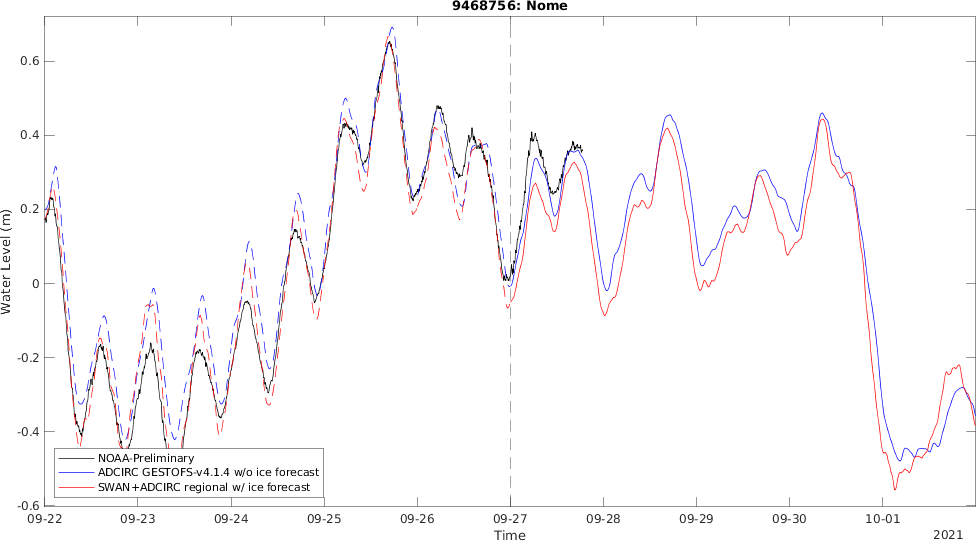 9468756: Nome
Water Level (m)
0.6
0.4
0.2
0
-0.2
-0.4
-0.6
NOAA-Preliminary
ADCIRC GESTOFS-v4.1.4 w/o ice forecast
SWAN+ADCIRC regional w/ ice forecast
09-22 09-23 09-24 09-25 09-26 09-27 09-28 09-29 09-30 10-01
Time
2021